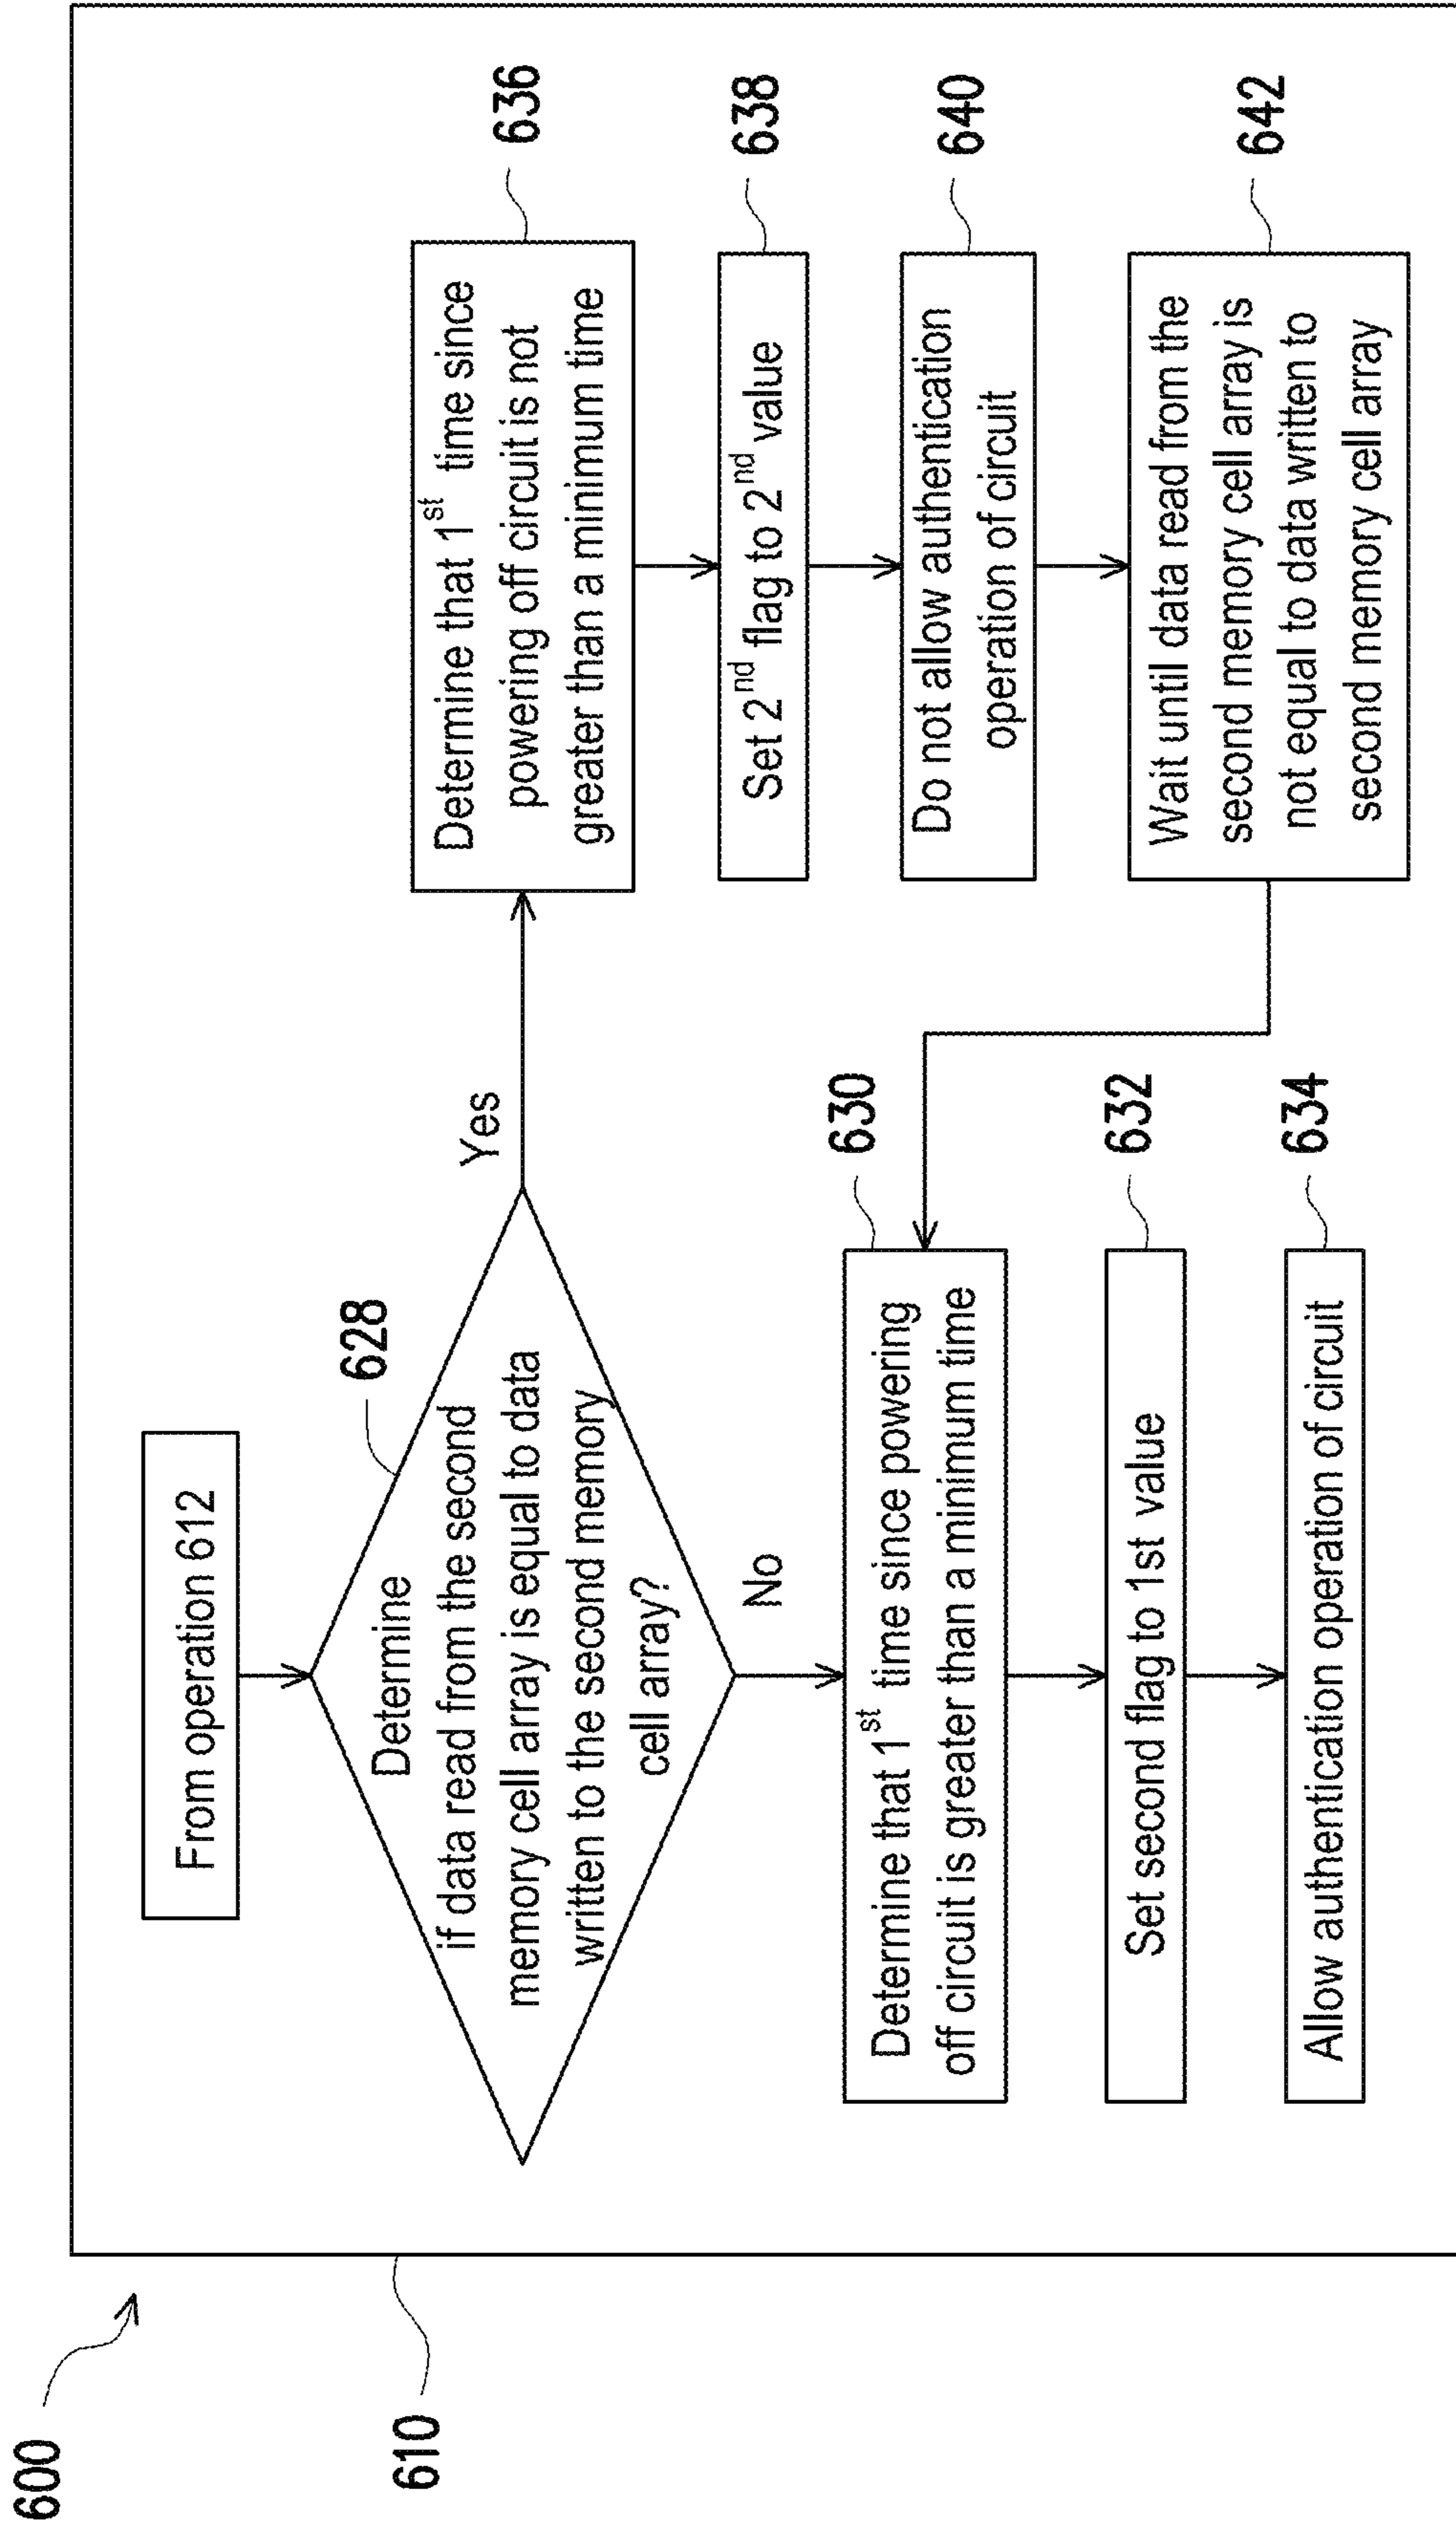 600
610
From operation 612
628
Determine
if data read from the second
memory cell array is equal to data
written to the second memory
cell array?
Yes
No
636
Determine that 1st time since
powering off circuit is not
greater than a minimum time
638
Set 2nd flag to 2nd value
640
Do not allow authentication
operation of circuit
642
Wait until data read from the
second memory cell array is
not equal to data written to
second memory cell array
630
Determine that 1st time since powering
off circuit is greater than a minimum time
632
Set second flag to 1st value
634
Allow authentication operation of circuit